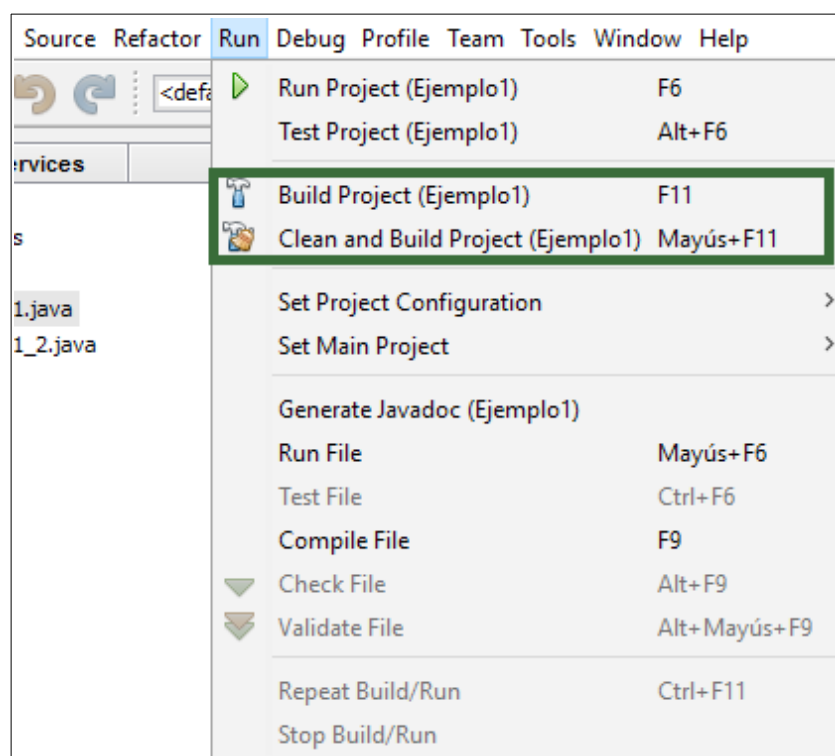 Source Refactor Run Debug Profile Team Tools Window Help
<defa
Run Project (Ejemplo1) F6
Test Project (Ejemplo1) Alt+F6
ervices
Build Project (Ejemplo1) F11
s
Clean and Build Project (Ejemplo1) Mayús+F11
1.java
Set Project Configuration
1_2.java
Set Main Project
Generate Javadoc (Ejemplo1)
Run File Mayús+F6
Test File Ctrl+F6
Compile File F9
Check File Alt+F9
Validate File Alt+Mayús+F9
Repeat Build/Run Ctrl+F11
Stop Build/Run